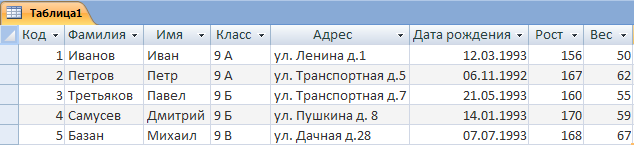 Таблица1
Код Фамилия Имя Класс Адрес Дата рождения Рост Вес
1 Иванов Иван 9 А ул. Ленина д.1 12.03.1993 156 50
2 Петров Петр 9 А ул. Транспортная д.5 06.11.1992 167 62
3 Третьяков Павел 9 Б ул. Транспортная д.7 21.05.1993 160 55
4 Самусев Дмитрий 9 Б ул. Пушкина д. 8 14.01.1993 170 59
5 Базан Михаил 9 В ул. Дачная д.28 07.07.1993 168 67